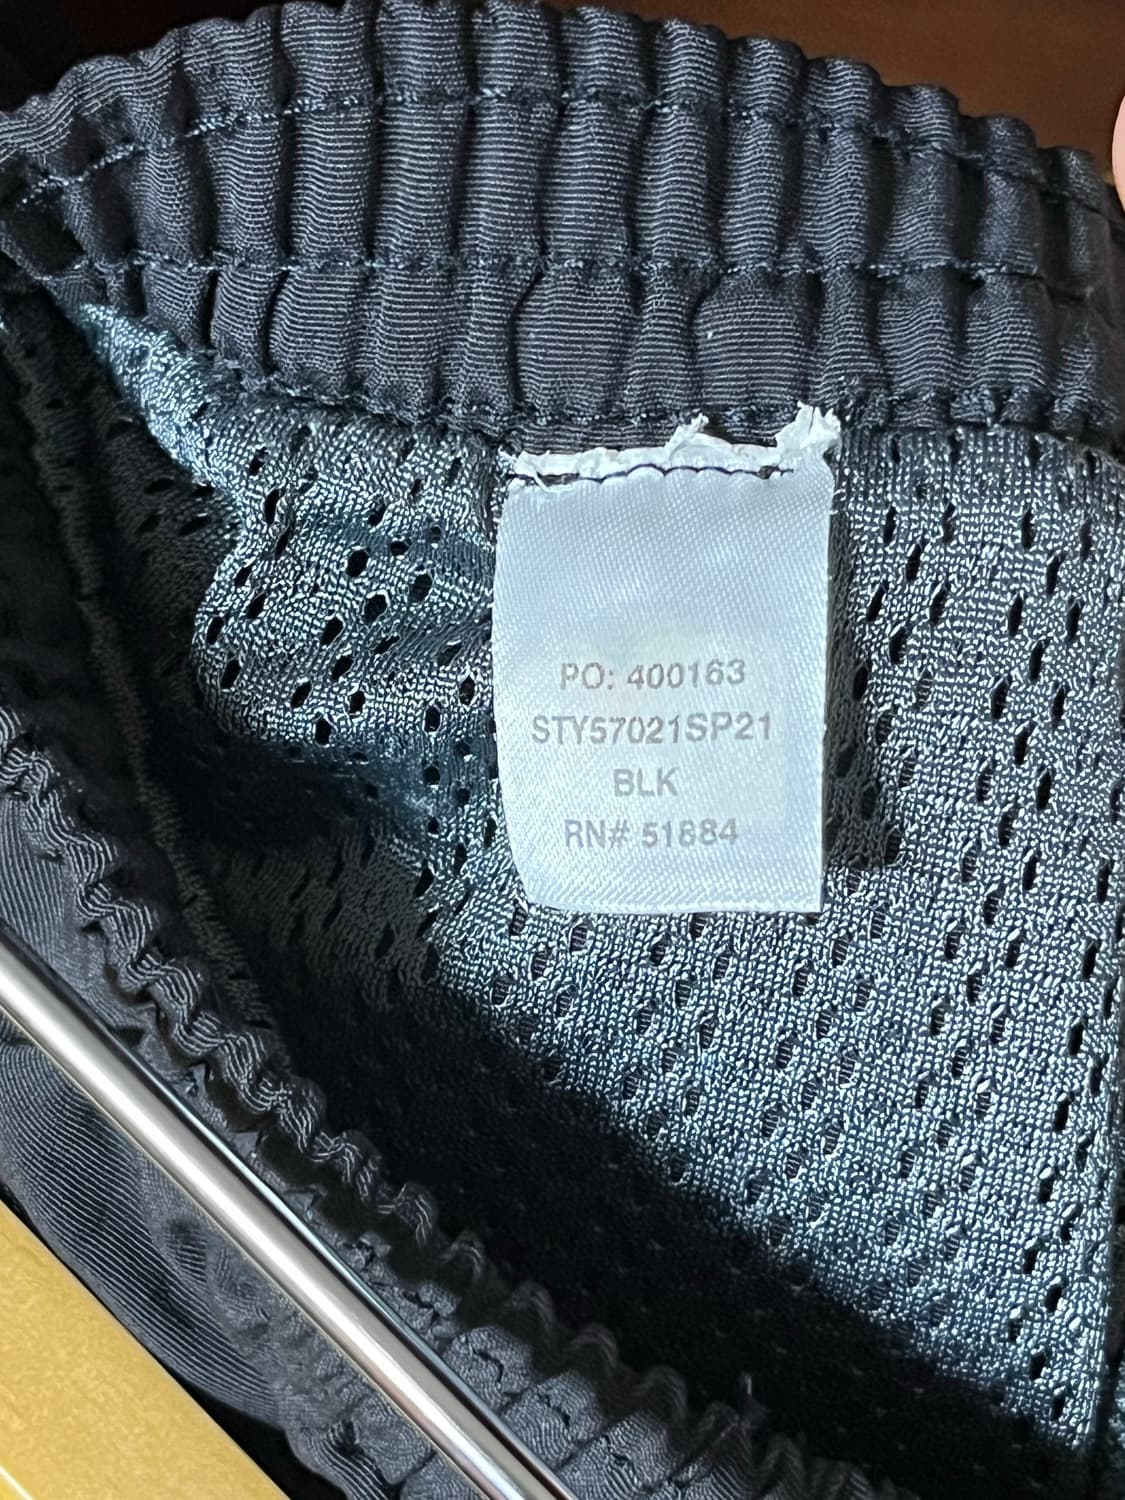 PO: 400163
STY57021SP21
BLK
RN# 51884